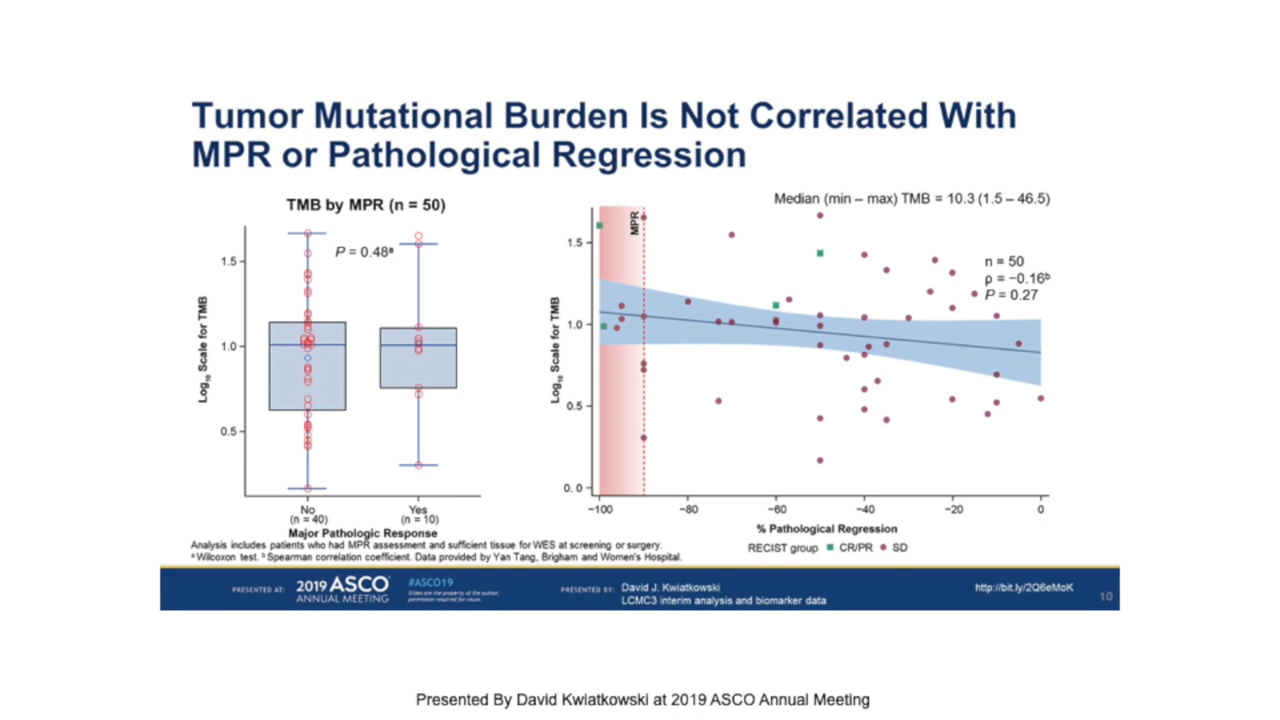 Tumor Mutational Burden Is Not Correlated With
MPR or Pathological Regression
TMB by MPR (n = 50)
P = 0.48ᵃ
Log₁₀ Scale for TMB
1.5
1.0
0.5
No
(n = 40)
Yes
(n = 10)
Major Pathologic Response
Median (min – max) TMB = 10.3 (1.5 – 46.5)
MPR
n = 50
ρ = −0.16ᵇ
P = 0.27
Log₁₀ Scale for TMB
1.5
1.0
0.5
0.0
−100
−80
−60
−40
−20
0
% Pathological Regression
RECIST group CR/PR SD
Analysis includes patients who had MPR assessment and sufficient tissue for WES at screening or surgery.
ᵃ Wilcoxon test. ᵇ Spearman correlation coefficient. Data provided by Yan Tang, Brigham and Women's Hospital.
PRESENTED AT:
2019 ASCO
ANNUAL MEETING
#ASCO19
Slides are the property of the author,
permission required for reuse.
PRESENTED BY:
David J. Kwiatkowski
LCMC3 interim analysis and biomarker data
http://bit.ly/2Q6eMoK
10
Presented By David Kwiatkowski at 2019 ASCO Annual Meeting